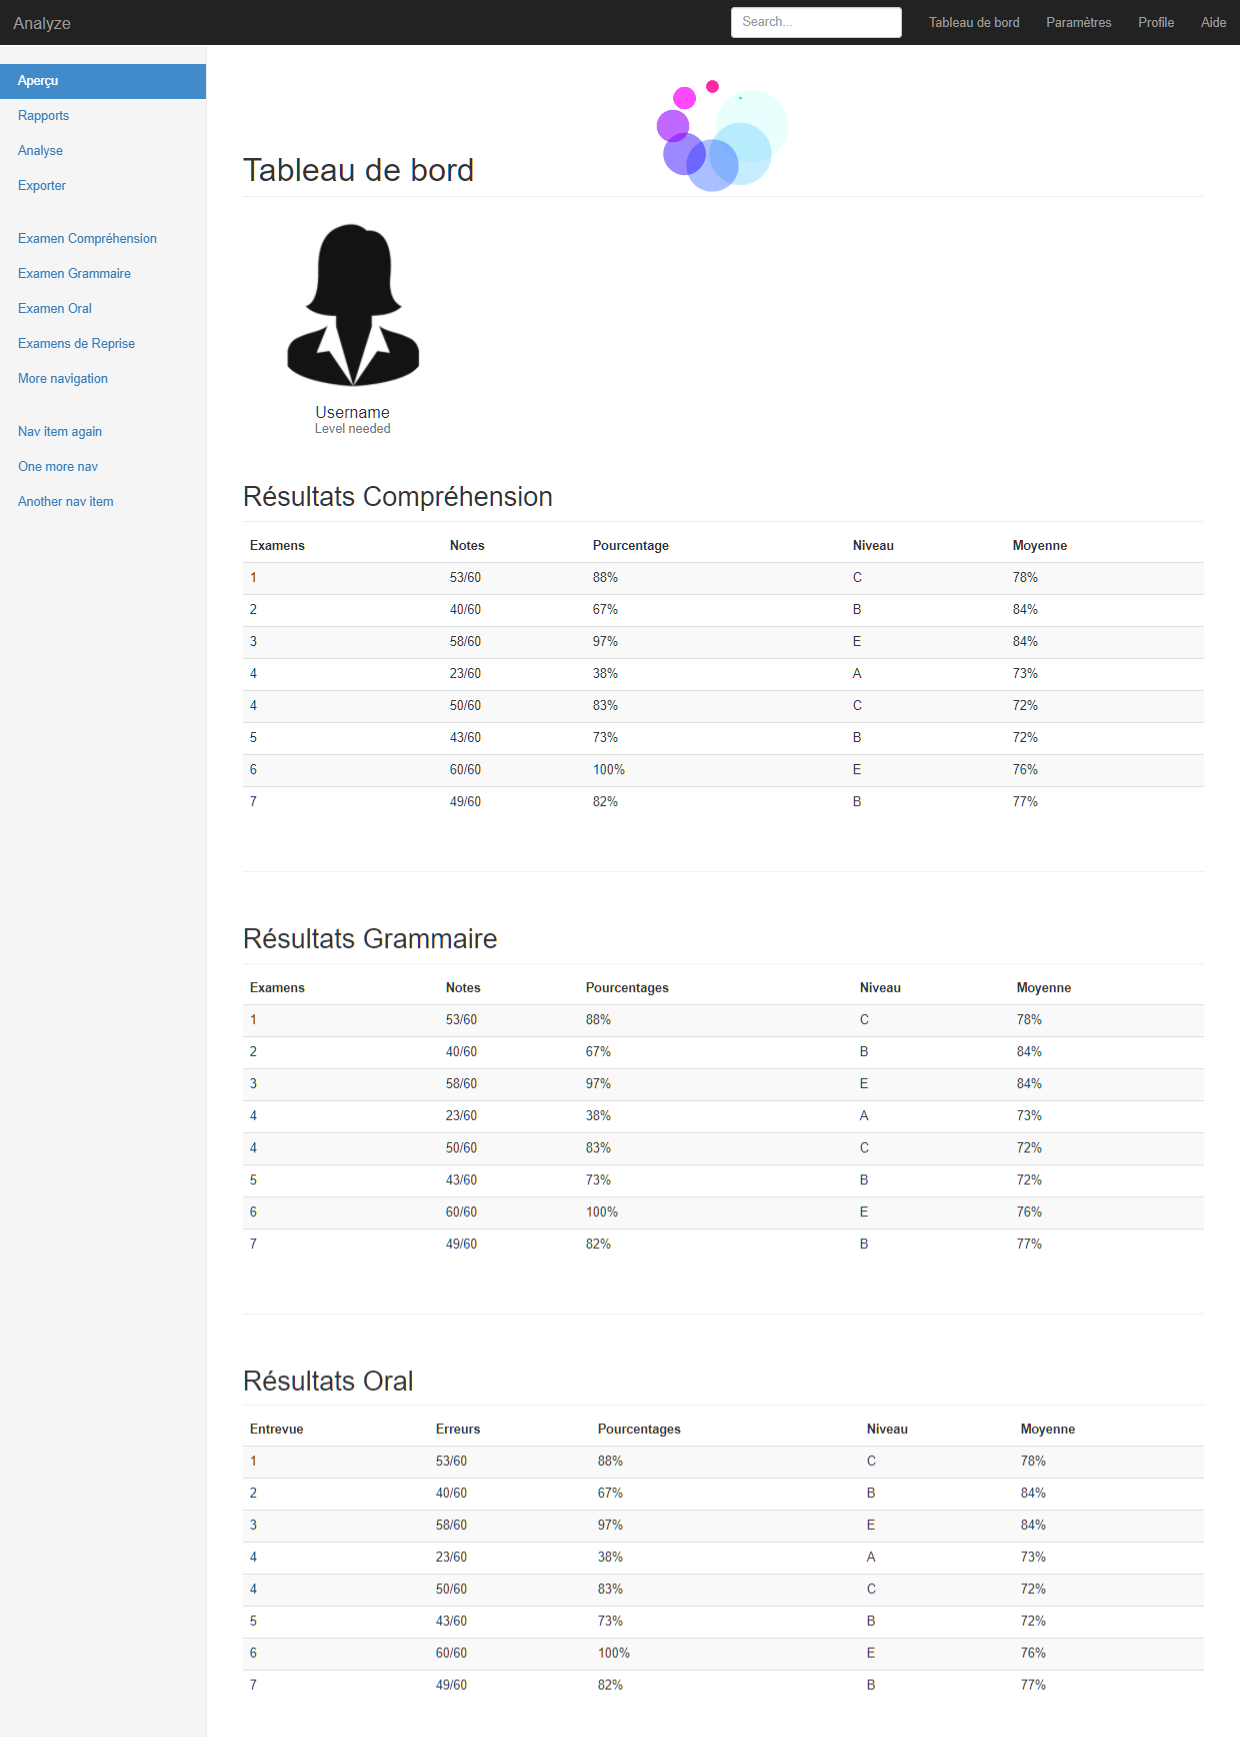 Analyze
Search...
Tableau de bord
Paramètres
Profile
Aide
Aperçu
Rapports
Analyse
Exporter
Examen Compréhension
Examen Grammaire
Examen Oral
Examens de Reprise
More navigation
Nav item again
One more nav
Another nav item
Tableau de bord
Username
Level needed
Résultats Compréhension
Examens Notes Pourcentage Niveau Moyenne
1 53/60 88% C 78%
2 40/60 67% B 84%
3 58/60 97% E 84%
4 23/60 38% A 73%
4 50/60 83% C 72%
5 43/60 73% B 72%
6 60/60 100% E 76%
7 49/60 82% B 77%
Résultats Grammaire
Examens Notes Pourcentages Niveau Moyenne
1 53/60 88% C 78%
2 40/60 67% B 84%
3 58/60 97% E 84%
4 23/60 38% A 73%
4 50/60 83% C 72%
5 43/60 73% B 72%
6 60/60 100% E 76%
7 49/60 82% B 77%
Résultats Oral
Entrevue Erreurs Pourcentages Niveau Moyenne
1 53/60 88% C 78%
2 40/60 67% B 84%
3 58/60 97% E 84%
4 23/60 38% A 73%
4 50/60 83% C 72%
5 43/60 73% B 72%
6 60/60 100% E 76%
7 49/60 82% B 77%